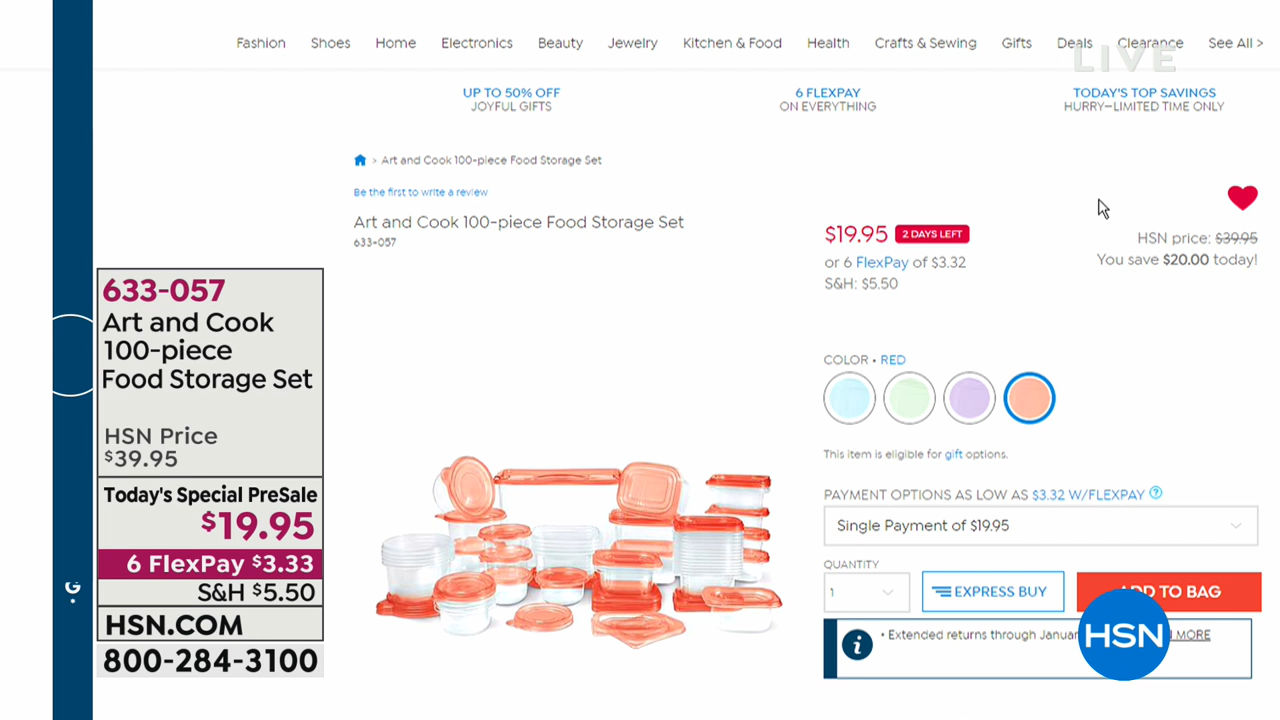 Fashion Shoes Home Electronics Beauty Jewelry Kitchen & Food Health Crafts & Sewing Gifts Deals Clearance See All >
LIVE
UP TO 50% OFF
JOYFUL GIFTS
6 FLEXPAY
ON EVERYTHING
TODAY'S TOP SAVINGS
HURRY–LIMITED TIME ONLY
> Art and Cook 100-piece Food Storage Set
Be the first to write a review
Art and Cook 100-piece Food Storage Set
633-057
$19.95 2 DAYS LEFT
or 6 FlexPay of $3.32
S&H: $5.50
HSN price: $39.95
You save $20.00 today!
COLOR • RED
This item is eligible for gift options.
PAYMENT OPTIONS AS LOW AS $3.32 W/FLEXPAY ?
Single Payment of $19.95
QUANTITY
1
EXPRESS BUY
ADD TO BAG
i
• Extended returns through
MORE
HSN
633-057
Art and Cook
100-piece
Food Storage Set
HSN Price
$39.95
Today's Special PreSale
$19.95
6 FlexPay $3.33
S&H $5.50
HSN.COM
800-284-3100
G